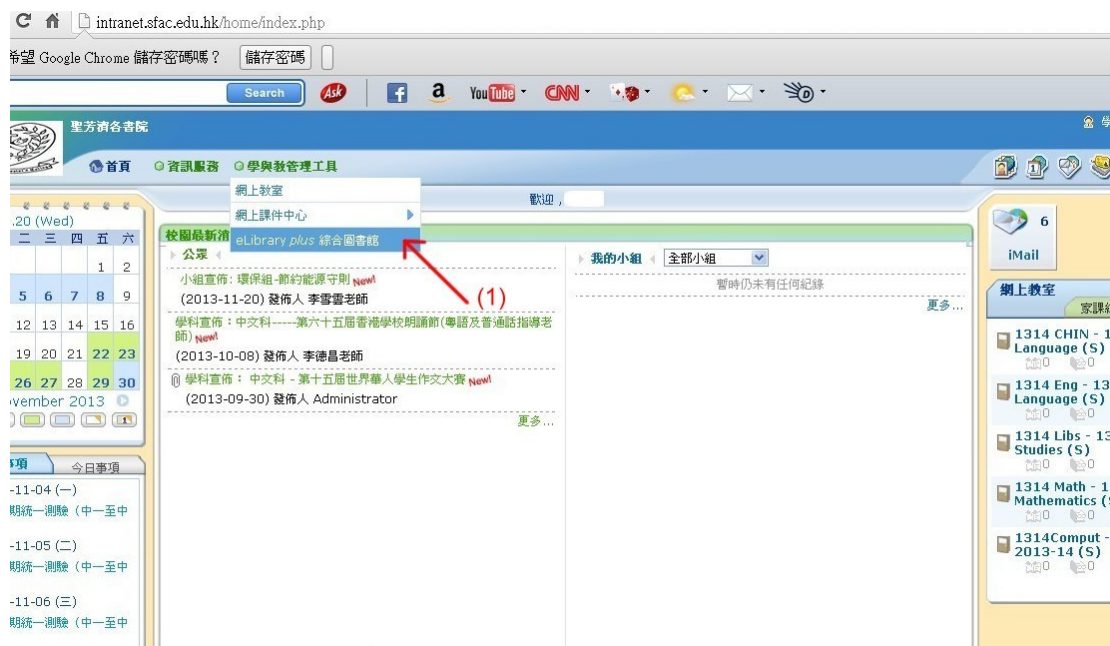 intranet.sfac.edu.hk/home/index.php
希望 Google Chrome 儲存密碼嗎？ 儲存密碼
Search Ask a YouTube CNN
聖芳濟各書院
首頁 資訊服務 學與教管理工具
網上教室
網上課件中心
eLibrary plus 綜合圖書館
歡迎 ,
(1)
.20 (Wed)
二 三 四 五 六
1 2
5 6 7 8 9
12 13 14 15 16
19 20 21 22 23
26 27 28 29 30
ovember 2013
今日事項
-11-04 (一)
期統一測驗 (中一至中
-11-05 (二)
期統一測驗 (中一至中
-11-06 (三)
期統一測驗 (中一至中
校園最新消
公眾
小組宣佈: 環保組-節約能源守則 New!
(2013-11-20) 發佈人 李雪雲老師
學科宣佈：中文科-----第六十五屆香港學校朗誦節(粵語及普通話指導老
師) New!
(2013-10-08) 發佈人 李德昌老師
學科宣佈： 中文科 - 第十五屆世界華人學生作文大賽 New!
(2013-09-30) 發佈人 Administrator
更多...
我的小組 全部小組
暫時仍未有任何紀錄
更多...
6
iMail
網上教室
1314 CHIN - 1
Language (S)
0 0
1314 Eng - 13
Language (S)
0 0
1314 Libs - 13
Studies (S)
0 0
1314 Math - 1
Mathematics (
0 0
1314Comput -
2013-14 (S)
0 0